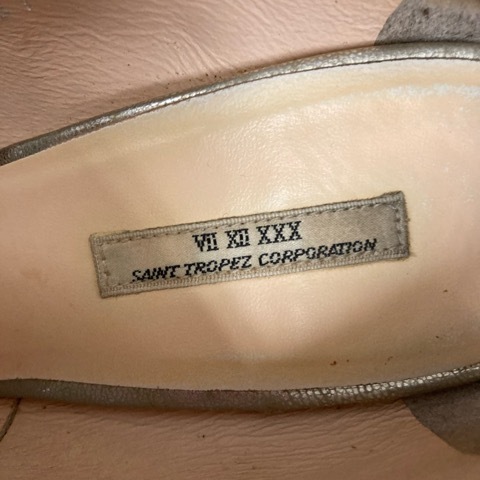 VII XII XXX
SAINT TROPEZ CORPORATION